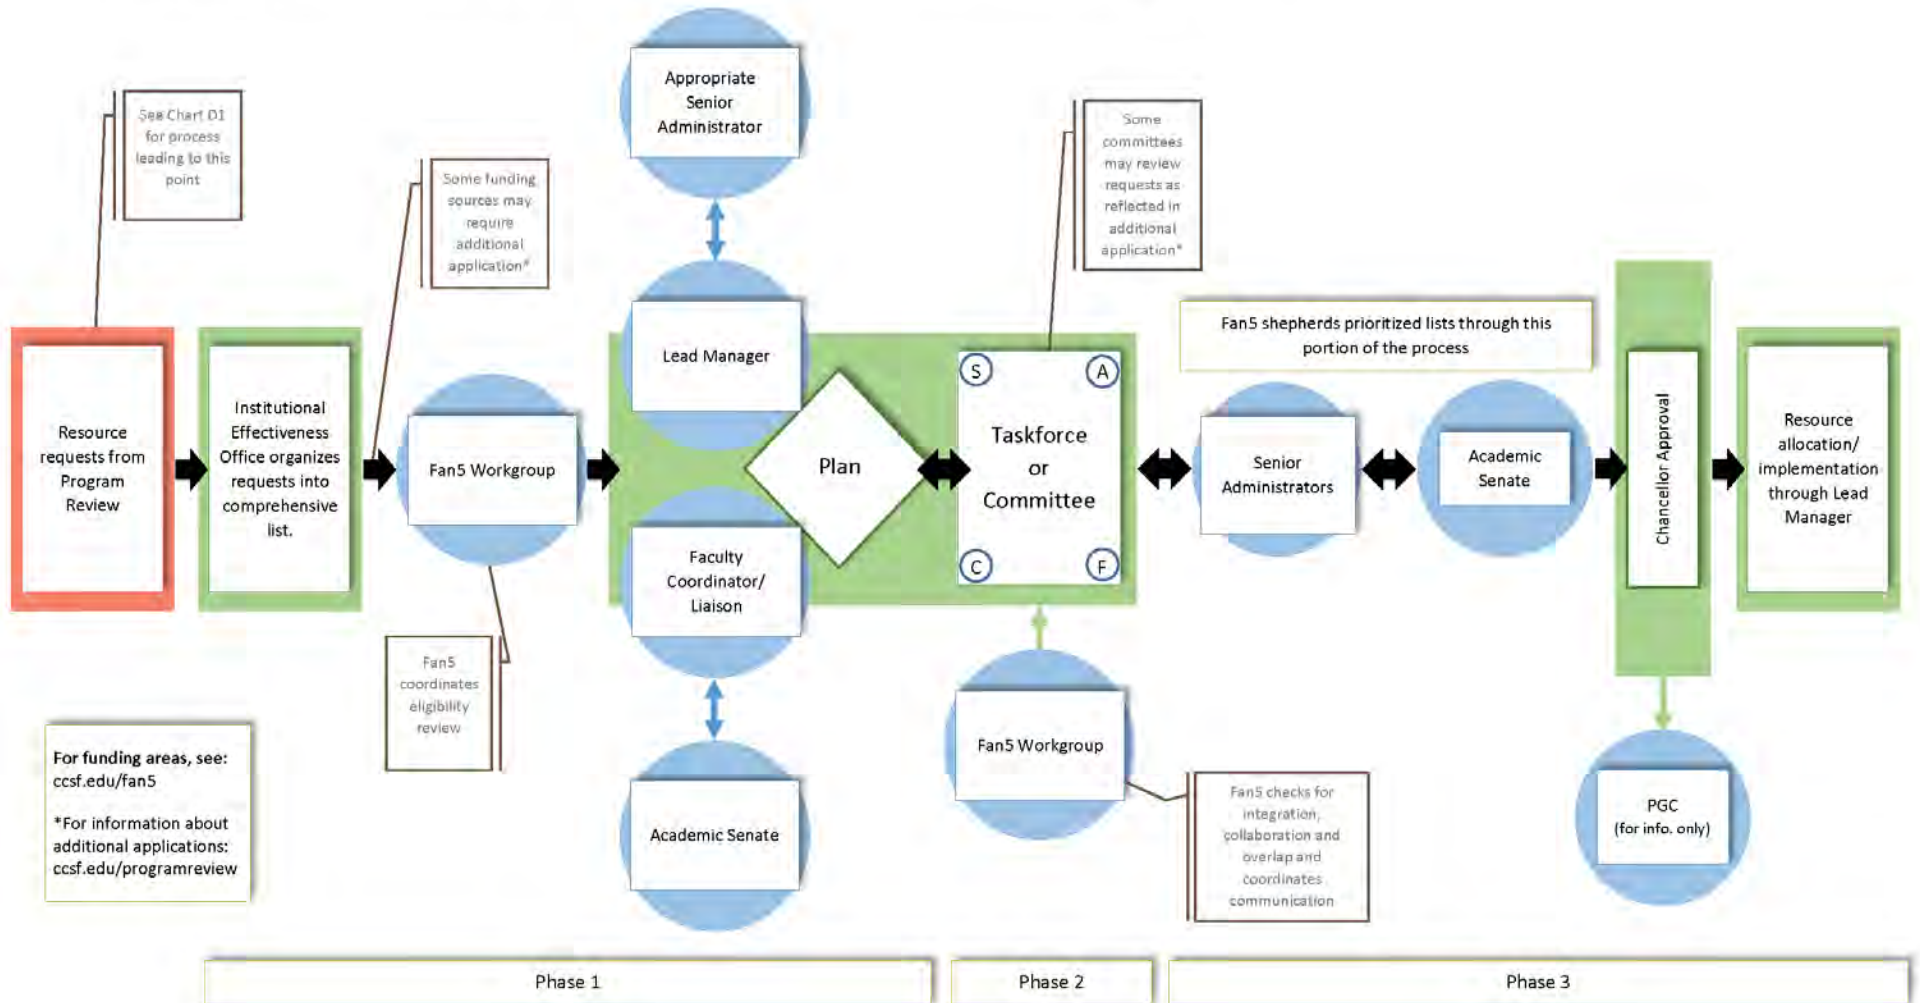 Appropriate
Senior
Administrator
See Chart D1
for process
leading to this
point
Some funding
sources may
require
additional
application*
Some
committees
may review
requests as
reflected in
additional
application*
Resource
requests from
Program
Review
Institutional
Effectiveness
Office organizes
requests into
comprehensive
list.
Fan5 Workgroup
Lead Manager
Faculty
Coordinator/
Liaison
Plan
S
A
Taskforce
or
Committee
C
F
Fan5 shepherds prioritized lists through this
portion of the process
Senior
Administrators
Academic
Senate
Chancellor Approval
Resource
allocation/
implementation
through Lead
Manager
Fan5
coordinates
eligibility
review
Academic Senate
Fan5 Workgroup
Fan5 checks for
integration,
collaboration and
overlap and
coordinates
communication
PGC
(for info. only)
For funding areas, see:
ccsf.edu/fan5
*For information about
additional applications:
ccsf.edu/programreview
Phase 1
Phase 2
Phase 3